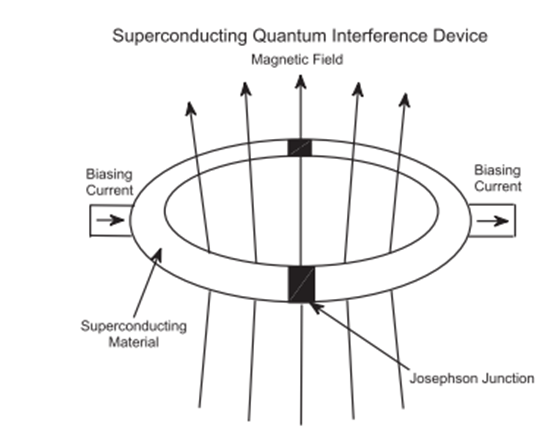 Superconducting Quantum Interference Device
Magnetic Field
Biasing
Current
Biasing
Current
Superconducting
Material
Josephson Junction